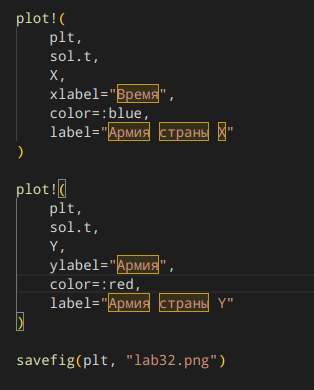 plot!(
    plt,
    sol.t,
    X,
    xlabel="Время",
    color=:blue,
    label="Армия страны Х"
)

plot!(
    plt,
    sol.t,
    Y,
    ylabel="Армия",
    color=:red,
    label="Армия страны Y"
)

savefig(plt, "lab32.png")